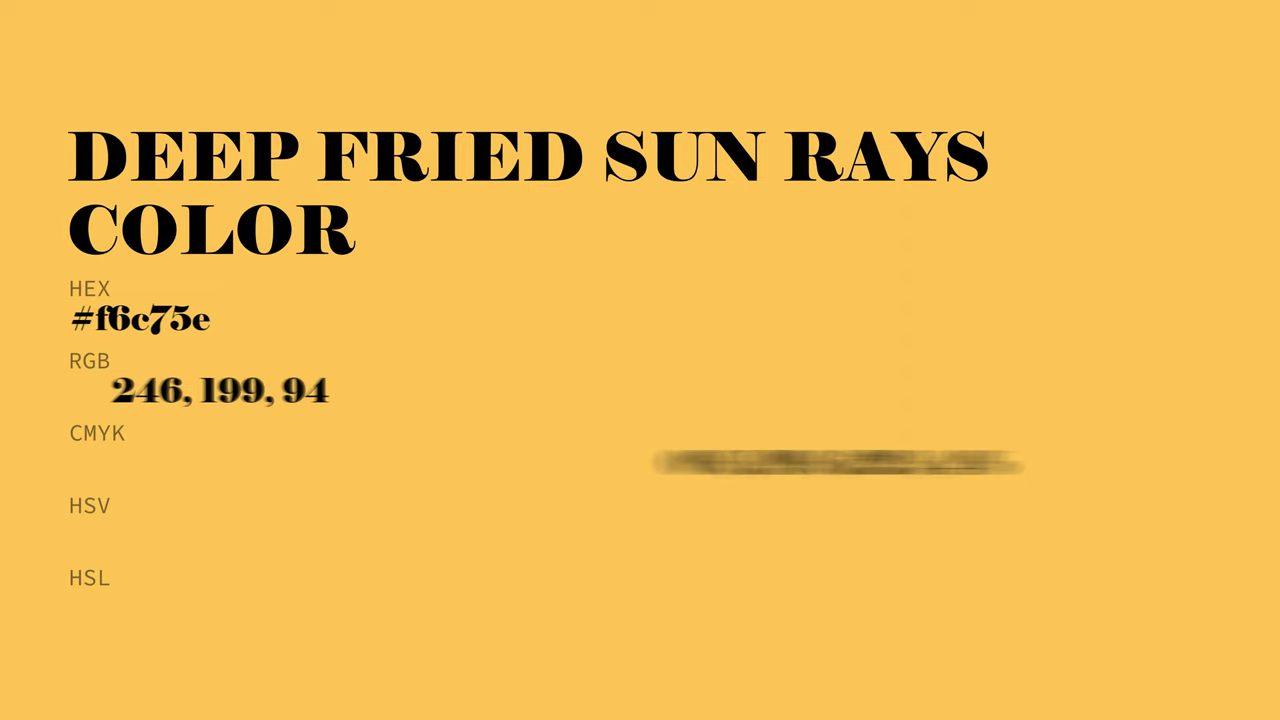 DEEP FRIED SUN RAYS
COLOR
HEX
#f6c75e
RGB
246, 199, 94
CMYK
HSV
HSL